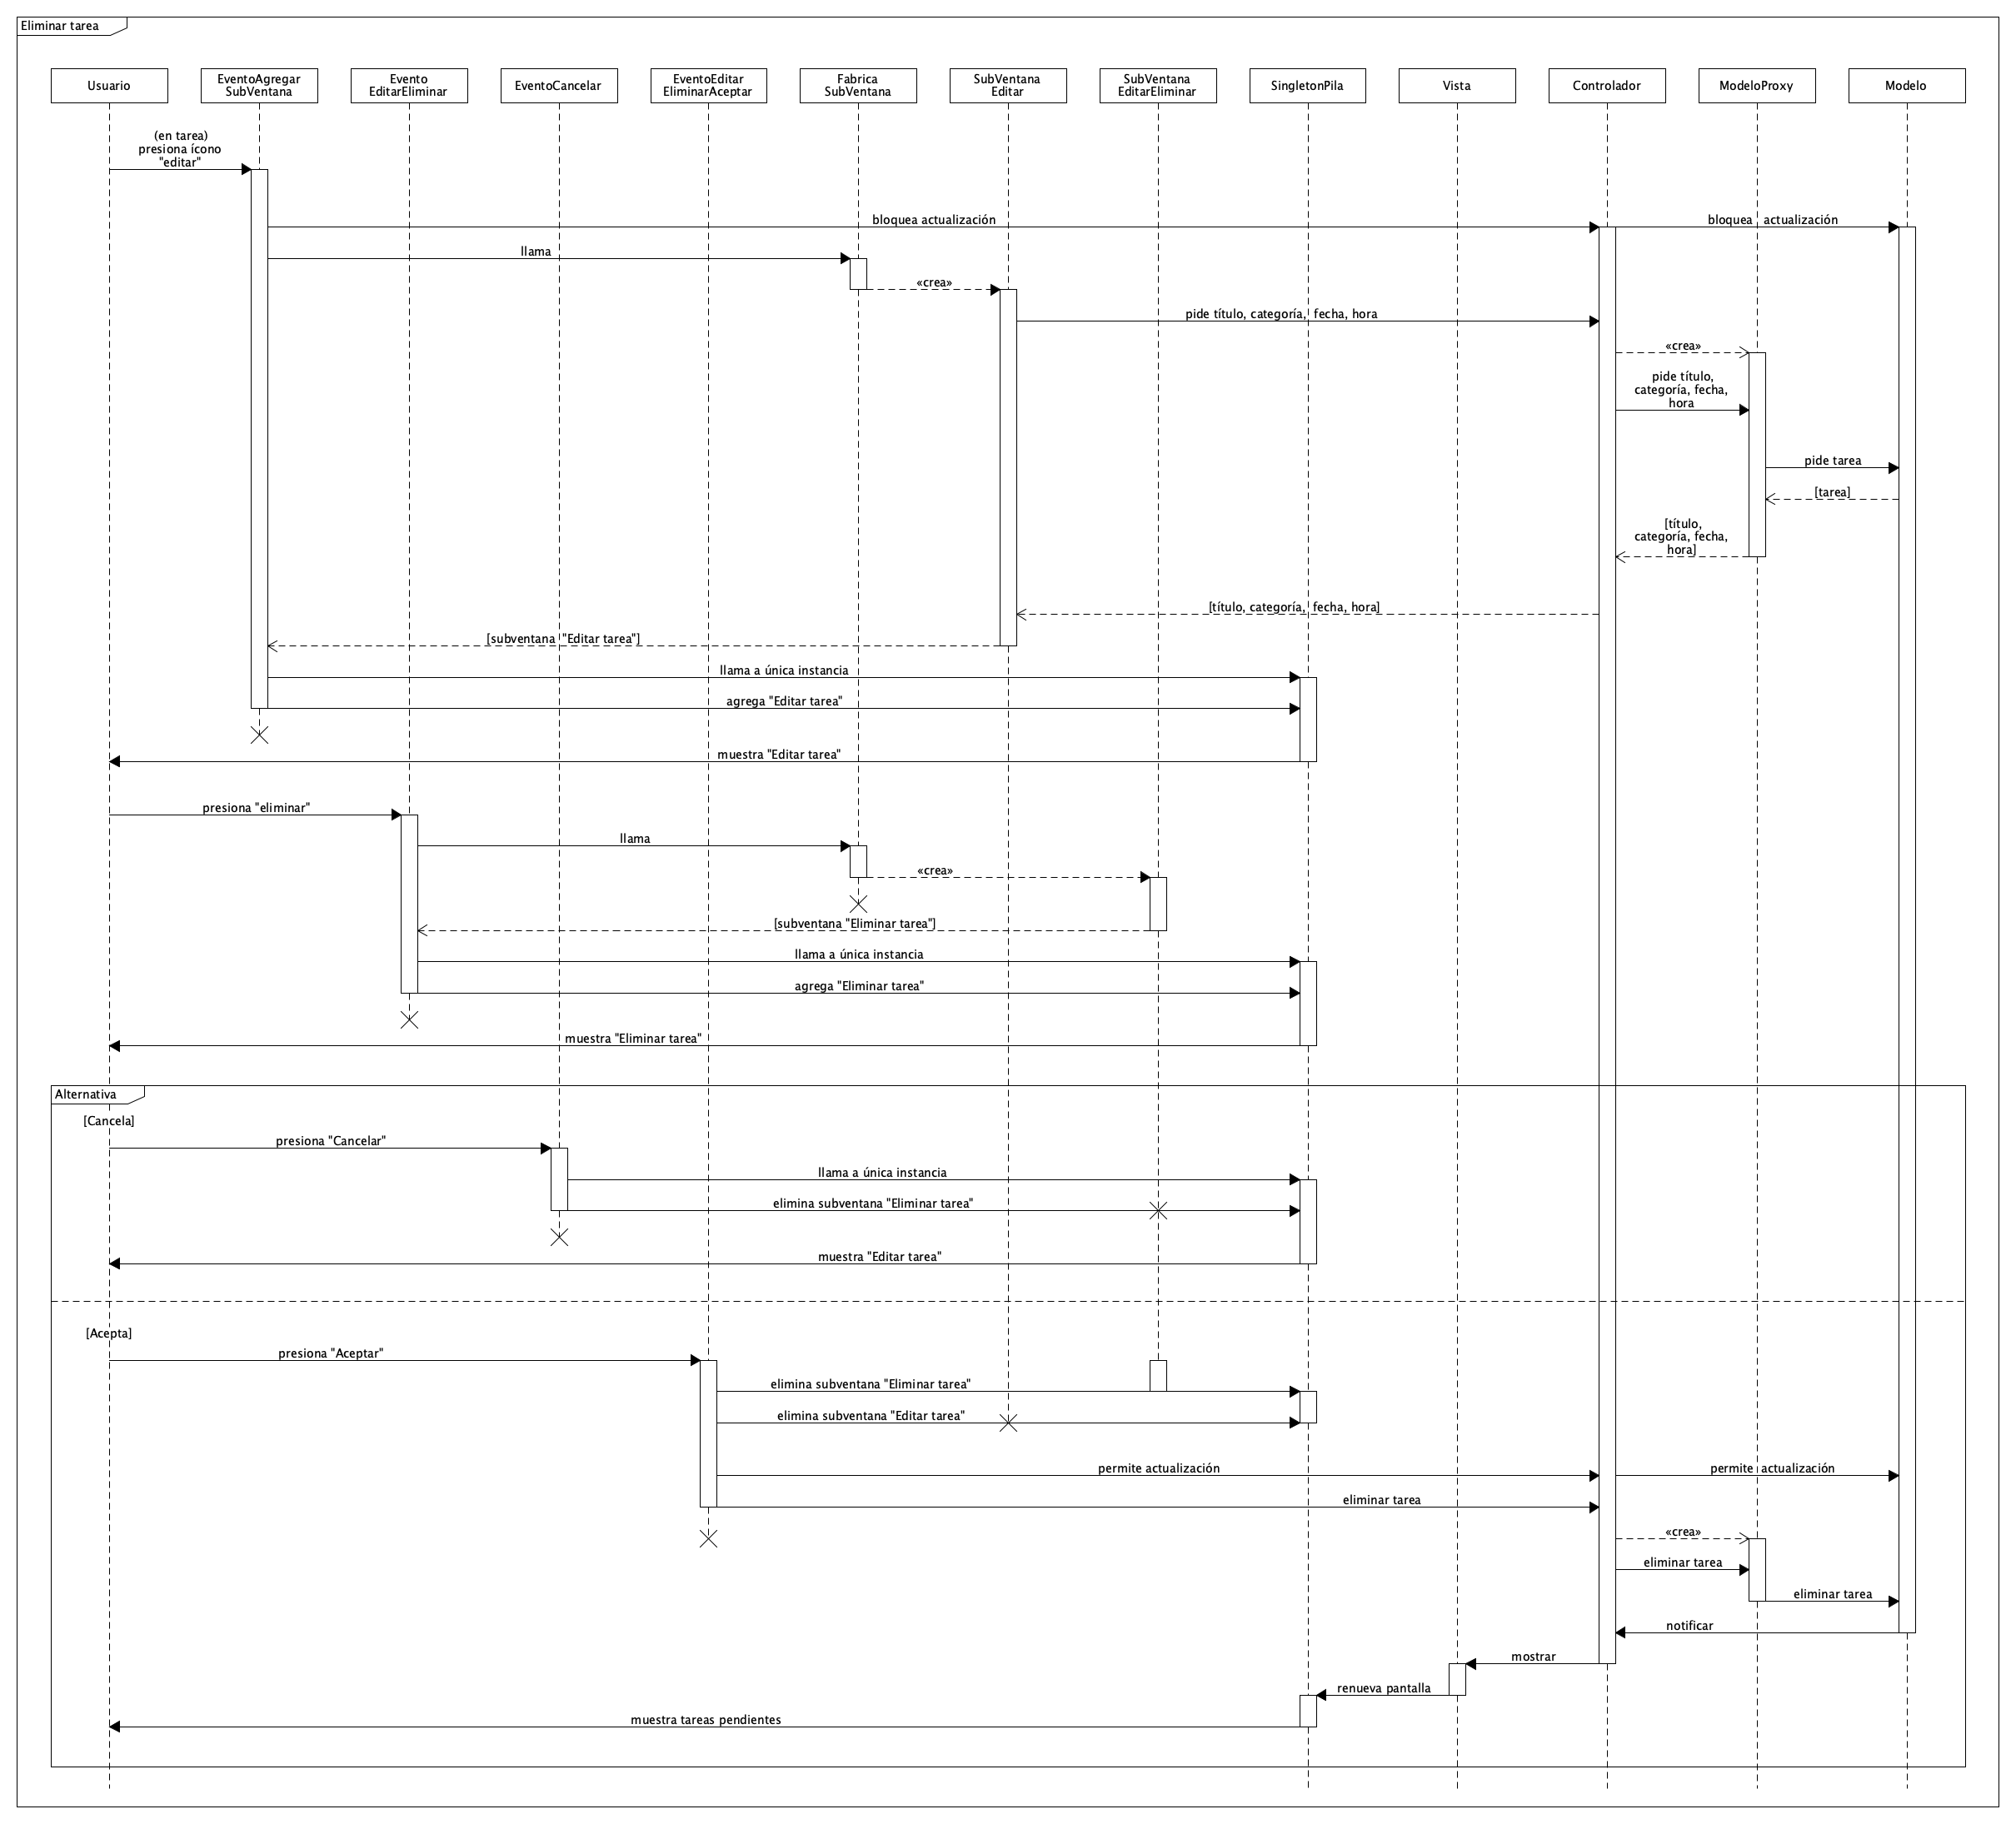 Eliminar tarea
Usuario
EventoAgregar
SubVentana
Evento
EditarEliminar
EventoCancelar
EventoEditar
EliminarAceptar
Fabrica
SubVentana
SubVentana
Editar
SubVentana
EditarEliminar
SingletonPila
Vista
Controlador
ModeloProxy
Modelo
(en tarea)
presiona ícono
"editar"
bloquea actualización
bloquea actualización
llama
«crea»
pide título, categoría, fecha, hora
«crea»
pide título,
categoría, fecha,
hora
pide tarea
[tarea]
[título,
categoría, fecha,
hora]
[título, categoría, fecha, hora]
[subventana "Editar tarea"]
llama a única instancia
agrega "Editar tarea"
muestra "Editar tarea"
presiona "eliminar"
llama
«crea»
[subventana "Eliminar tarea"]
llama a única instancia
agrega "Eliminar tarea"
muestra "Eliminar tarea"
Alternativa
[Cancela]
presiona "Cancelar"
llama a única instancia
elimina subventana "Eliminar tarea"
muestra "Editar tarea"
[Acepta]
presiona "Aceptar"
elimina subventana "Eliminar tarea"
elimina subventana "Editar tarea"
permite actualización
permite actualización
eliminar tarea
«crea»
eliminar tarea
eliminar tarea
notificar
mostrar
renueva pantalla
muestra tareas pendientes